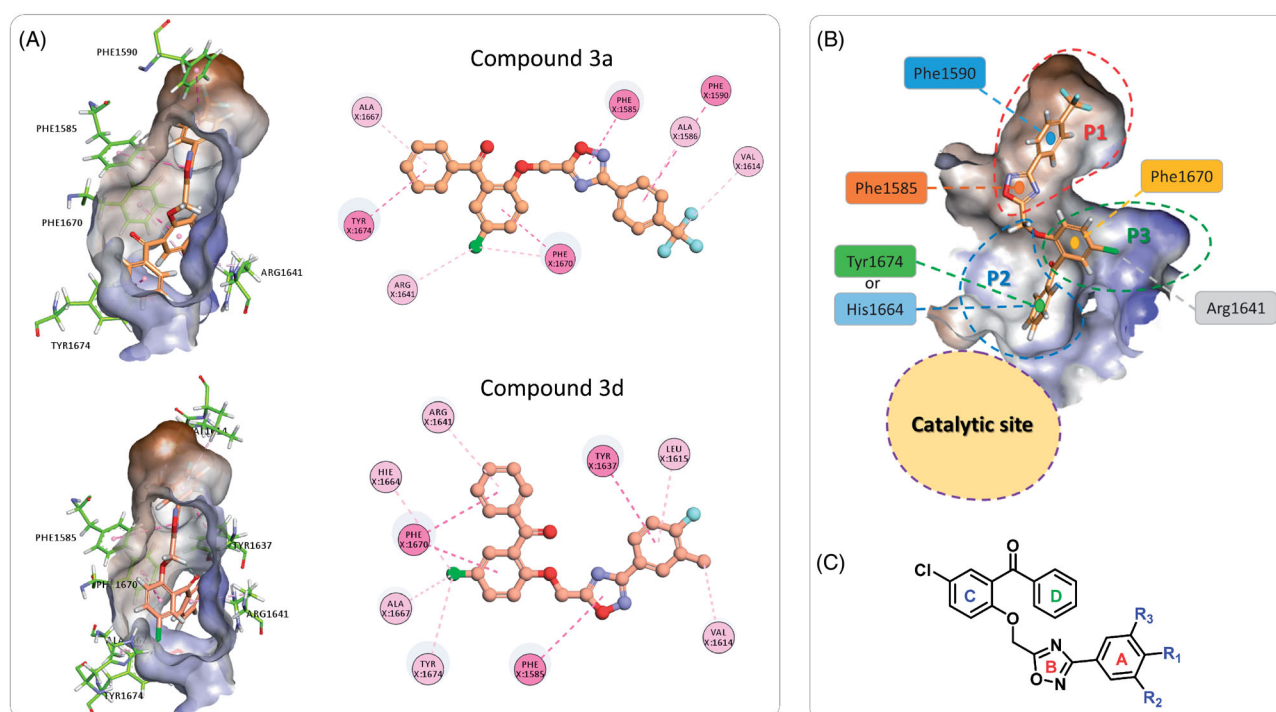 (A)
PHE1590
PHE1585
PHE1670
ARG1641
TYR1674
Compound 3a
ALA
X:1667
PHE
X:1585
PHE
X:1590
ALA
X:1586
VAL
X:1614
TYR
X:1674
ARG
X:1641
PHE
X:1670
PHE1585
TYR1637
ARG1641
TYR1674
Compound 3d
ARG
X:1641
HIE
X:1664
PHE
X:1670
ALA
X:1667
TYR
X:1674
TYR
X:1637
LEU
X:1615
VAL
X:1614
PHE
X:1585
(B)
Phe1590
P1
Phe1585
Phe1670
P3
Tyr1674
or
His1664
P2
Arg1641
Catalytic site
(C)
O
Cl
C
D
O
R3
N
B
A
R1
O
N
R2